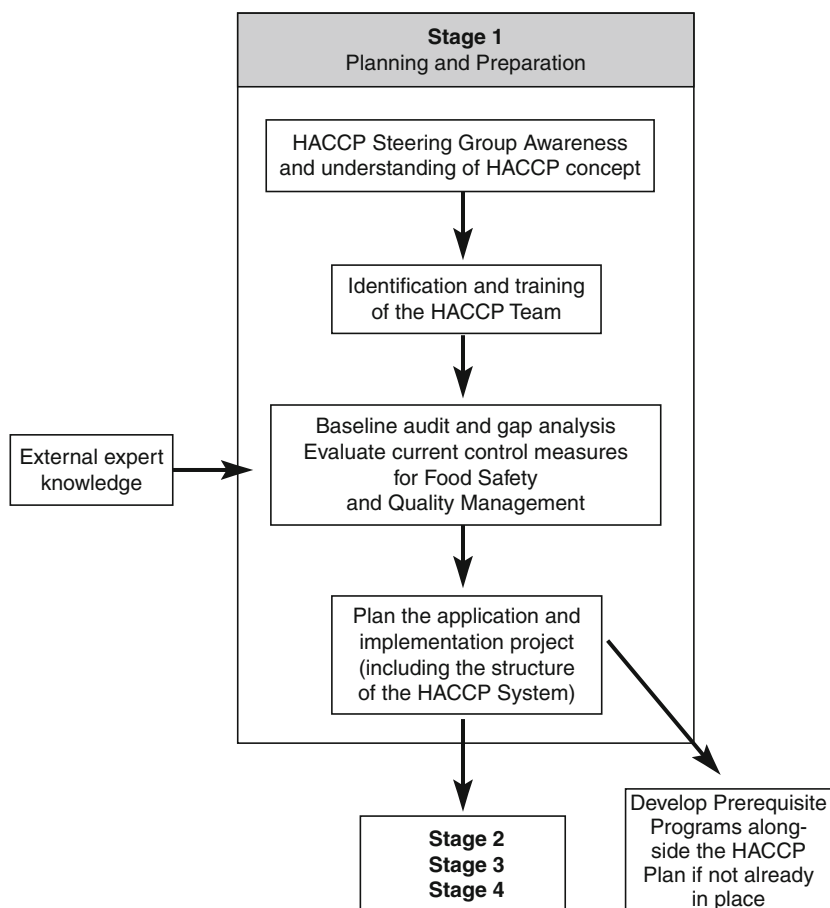 Stage 1
Planning and Preparation
HACCP Steering Group Awareness
and understanding of HACCP concept
Identification and training
of the HACCP Team
Baseline audit and gap analysis
Evaluate current control measures
for Food Safety
and Quality Management
External expert
knowledge
Plan the application and
implementation project
(including the structure
of the HACCP System)
Stage 2
Stage 3
Stage 4
Develop Prerequisite
Programs along-
side the HACCP
Plan if not already
in place